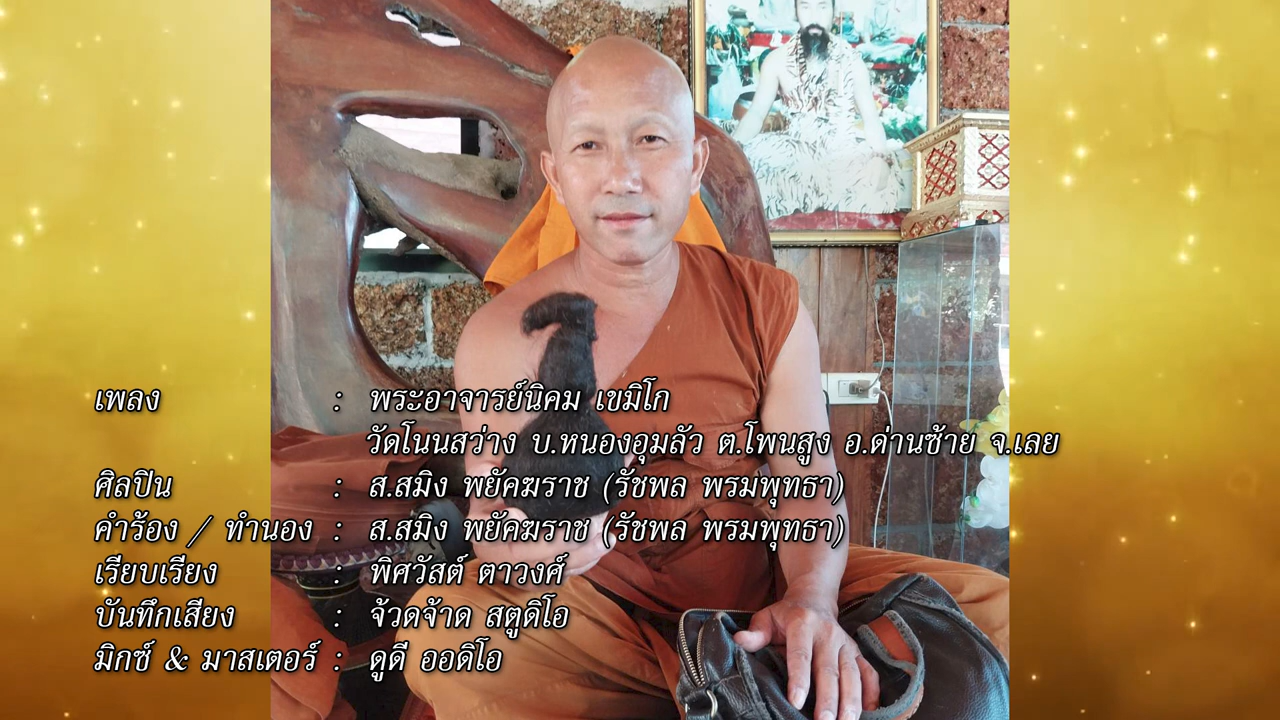 เพลง : พระอาจารย์นิคม เขมิโก
วัดโนนสว่าง บ.หนองอุมลัว ต.โพนสูง อ.ด่านซ้าย จ.เลย
ศิลปิน : ส.สมิง พยัคฆราช (รัชพล พรมพุทธา)
คำร้อง / ทำนอง : ส.สมิง พยัคฆราช (รัชพล พรมพุทธา)
เรียบเรียง : พิศวัสต์ ตาวงศ์
บันทึกเสียง : จ้วดจ้าด สตูดิโอ
มิกซ์ & มาสเตอร์ : ดูดี ออดิโอ